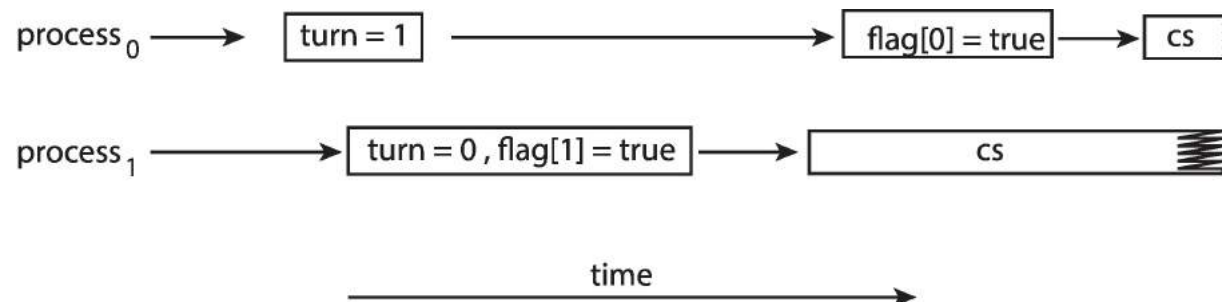 process0 turn = 1 flag[0] = true cs
process1 turn = 0 , flag[1] = true cs
time